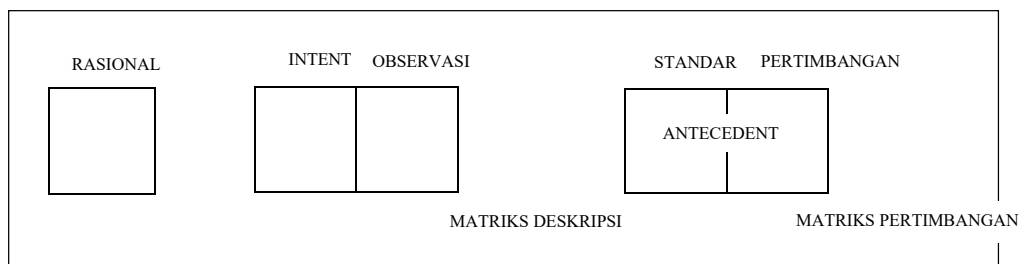 RASIONAL INTENT OBSERVASI STANDAR PERTIMBANGAN
ANTECEDENT
MATRIKS DESKRIPSI MATRIKS PERTIMBANGAN